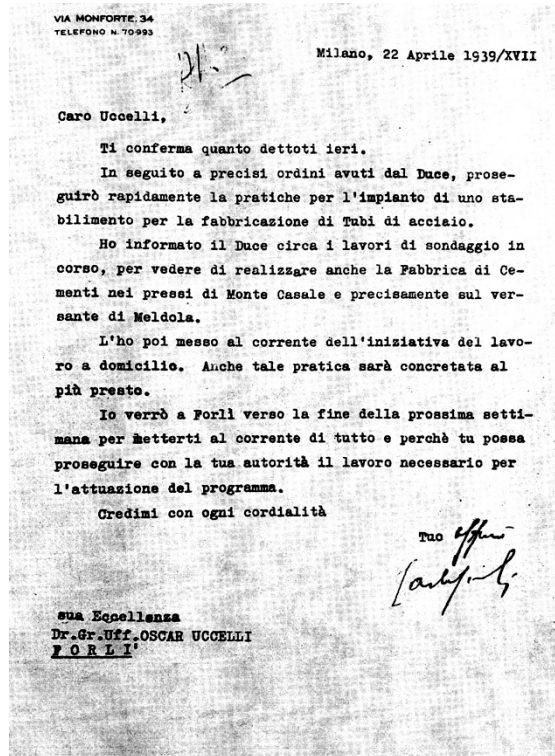 VIA MONFORTE. 34
TELEFONO N. 70-993
Milano, 22 Aprile 1939/XVII
Caro Uccelli,
Ti conferma quanto dettoti ieri.
In seguito a precisi ordini avuti dal Duce, prose-
guirò rapidamente la pratiche per l'impianto di uno sta-
bilimento per la fabbricazione di Tubi di acciaio.
Ho informato il Duce circa i lavori di sondaggio in
corso, per vedere di realizzare anche la Fabbrica di Ce-
menti nei pressi di Monte Casale e precisamente sul ver-
sante di Meldola.
L'ho poi messo al corrente dell'iniziativa del lavo-
ro a domicilio. Anche tale pratica sarà concretata al
più presto.
Io verrò a Forlì verso la fine della prossima setti-
mana per metterti al corrente di tutto e perchè tu possa
proseguire con la tua autorità il lavoro necessario per
l'attuazione del programma.
Credimi con ogni cordialità
Tuo
sua Eccellenza
Dr.Gr.Uff.OSCAR UCCELLI
FORLI'